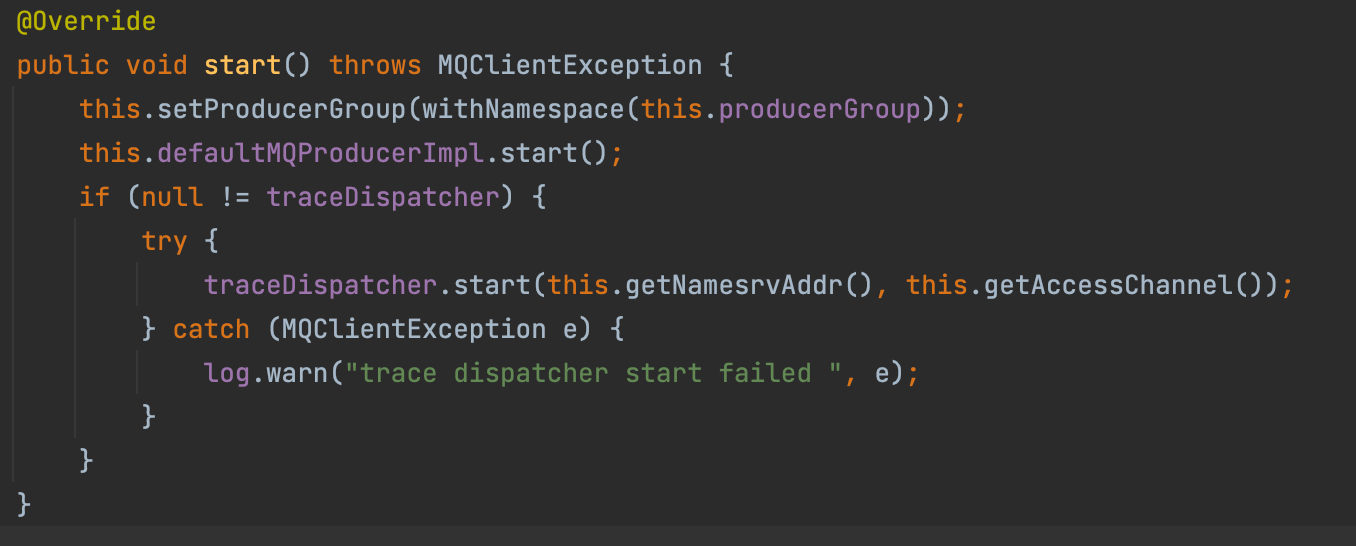 @Override
public void start() throws MQClientException {
    this.setProducerGroup(withNamespace(this.producerGroup));
    this.defaultMQProducerImpl.start();
    if (null != traceDispatcher) {
        try {
            traceDispatcher.start(this.getNamesrvAddr(), this.getAccessChannel());
        } catch (MQClientException e) {
            log.warn("trace dispatcher start failed ", e);
        }
    }
}